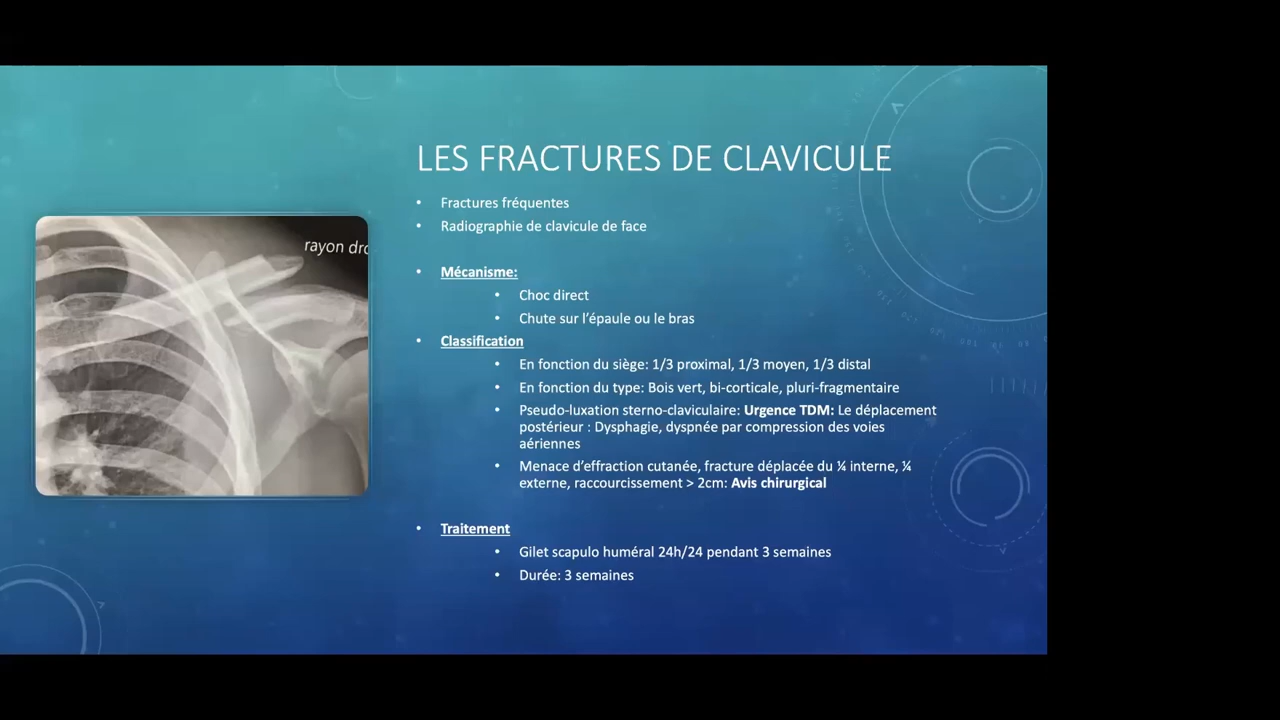 LES FRACTURES DE CLAVICULE
• Fractures fréquentes
• Radiographie de clavicule de face
rayon dro
• Mécanisme:
• Choc direct
• Chute sur l’épaule ou le bras
• Classification
• En fonction du siège: 1/3 proximal, 1/3 moyen, 1/3 distal
• En fonction du type: Bois vert, bi-corticale, pluri-fragmentaire
• Pseudo-luxation sterno-claviculaire: Urgence TDM: Le déplacement
postérieur : Dysphagie, dyspnée par compression des voies
aériennes
• Menace d’effraction cutanée, fracture déplacée du ¼ interne, ¼
externe, raccourcissement > 2cm: Avis chirurgical
• Traitement
• Gilet scapulo huméral 24h/24 pendant 3 semaines
• Durée: 3 semaines